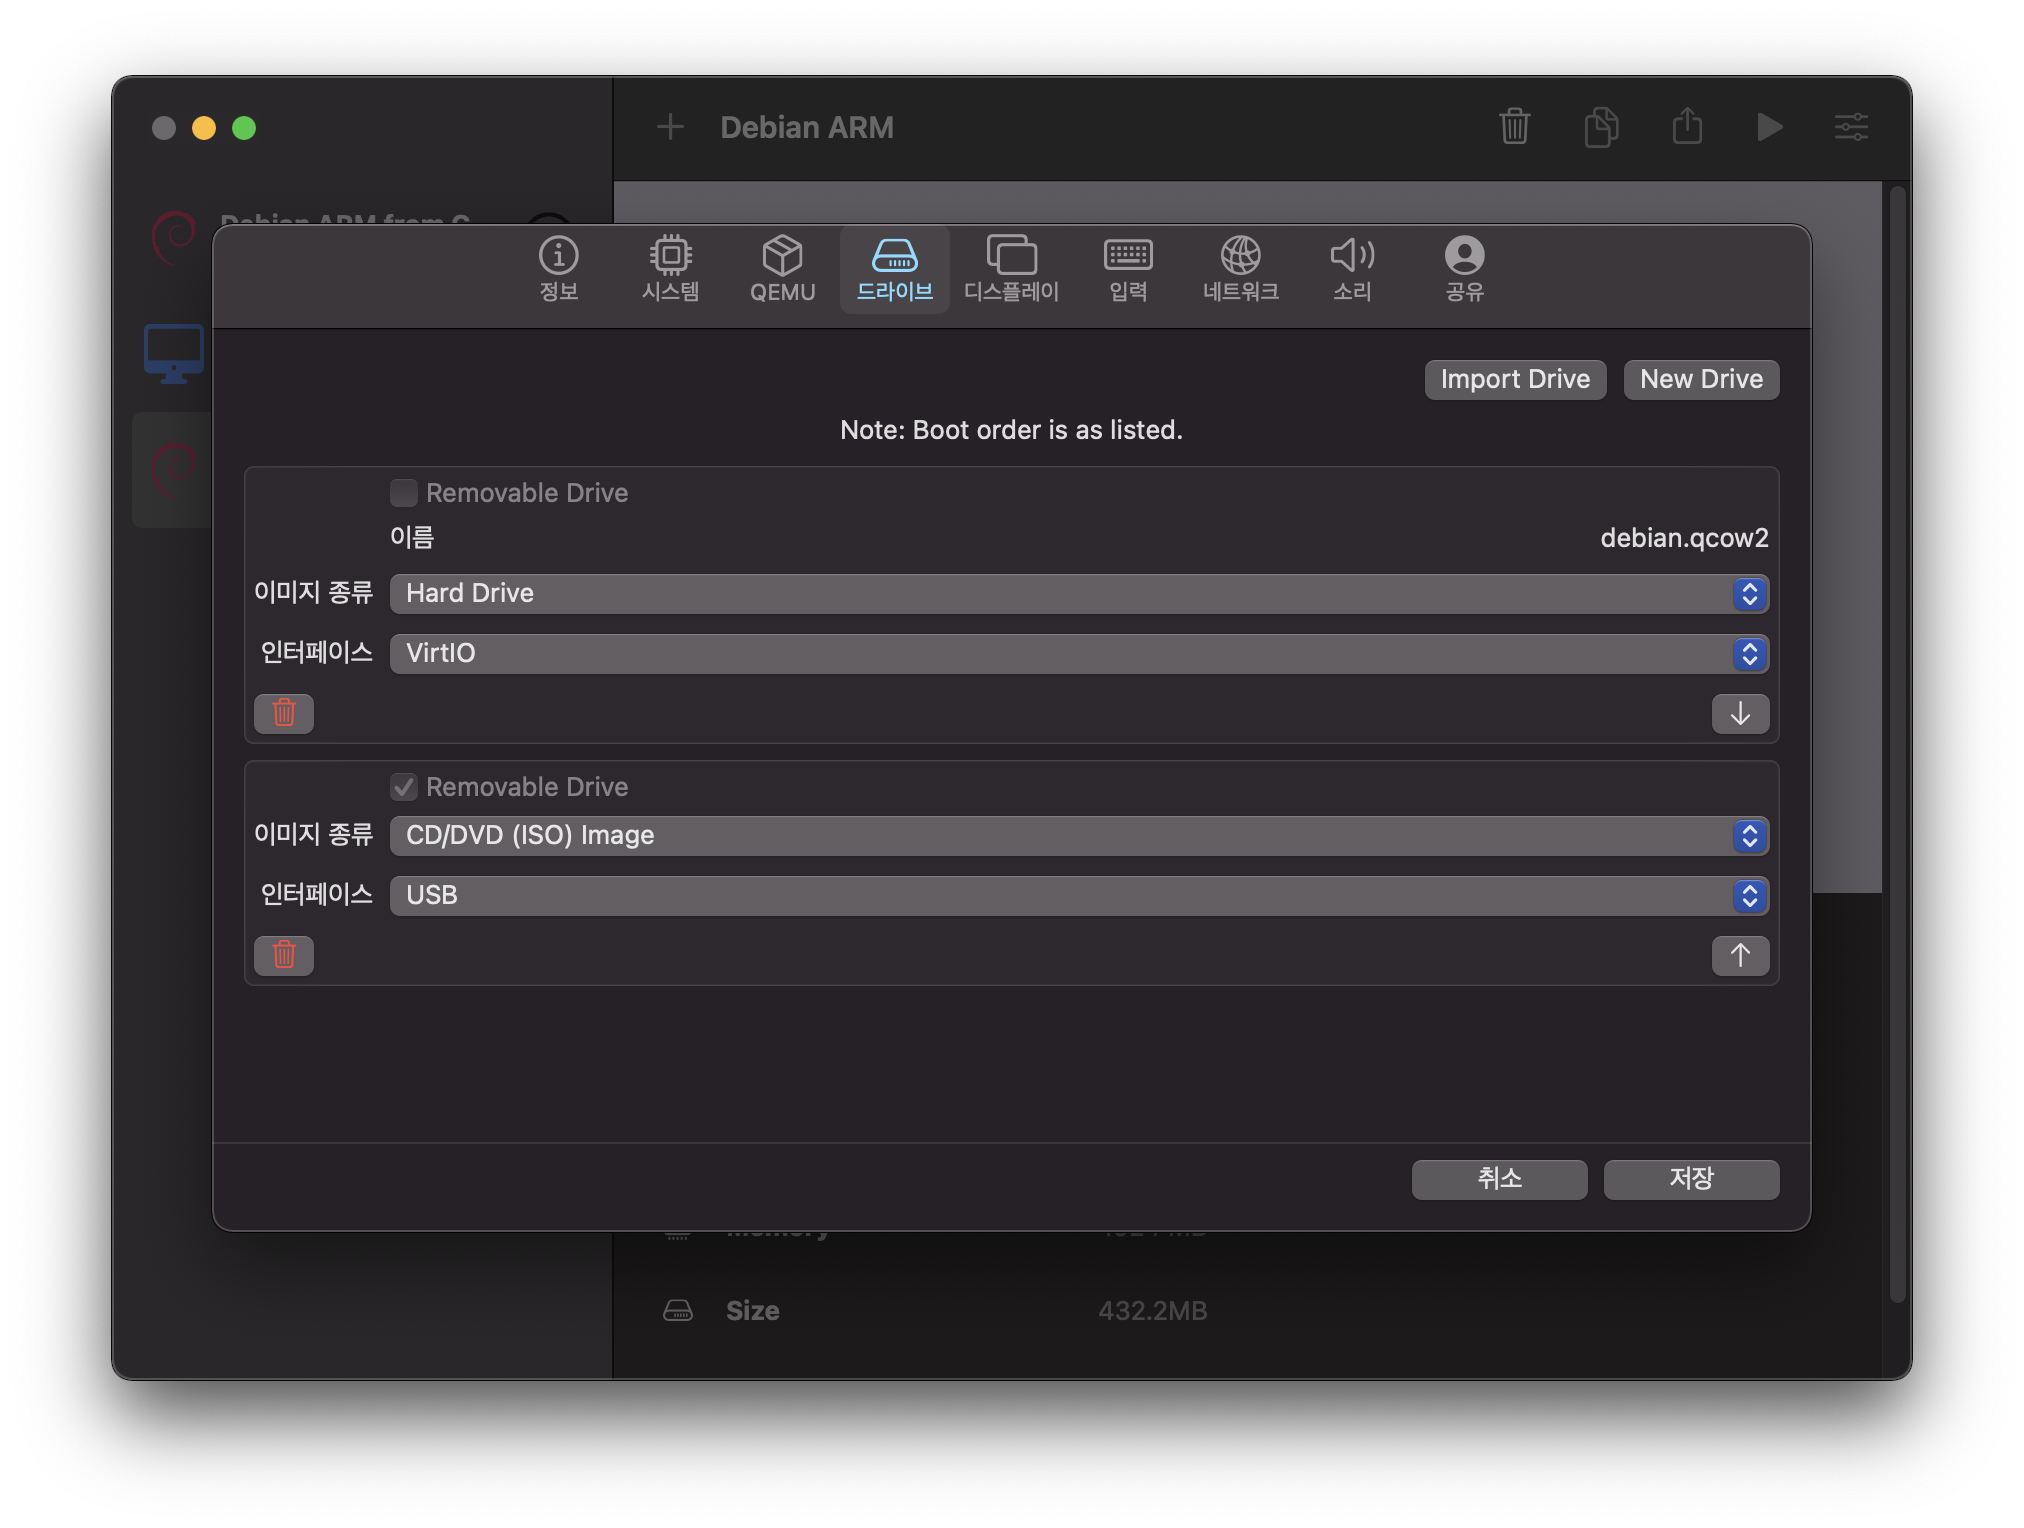 Debian ARM
Debian ARM from C
정보
시스템
QEMU
드라이브
디스플레이
입력
네트워크
소리
공유
Import Drive
New Drive
Note: Boot order is as listed.
Removable Drive
이름
debian.qcow2
이미지 종류
Hard Drive
인터페이스
VirtIO
Removable Drive
이미지 종류
CD/DVD (ISO) Image
인터페이스
USB
취소
저장
Memory
Size
432.2MB